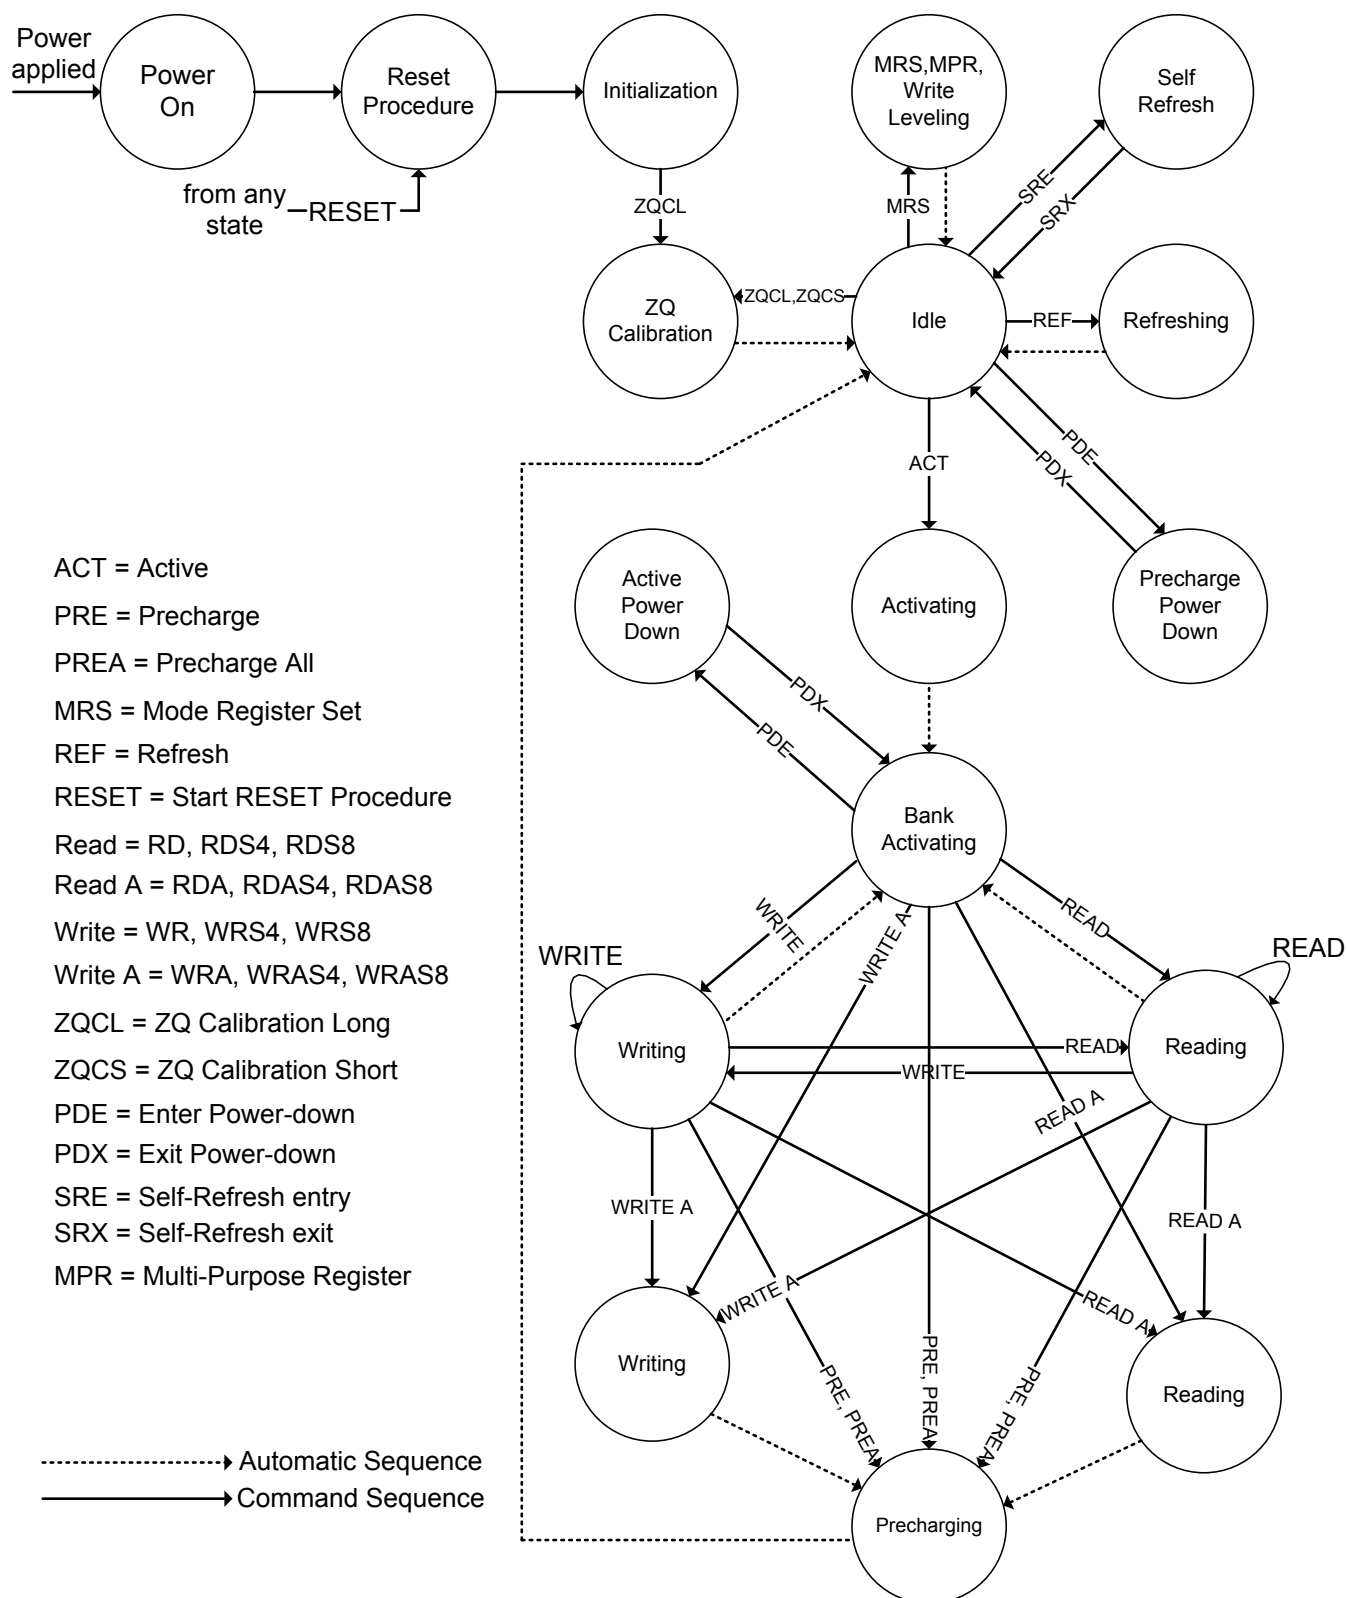 Power
applied
Power
On
Reset
Procedure
Initialization
MRS,MPR,
Write
Leveling
Self
Refresh
from any
state
RESET
ZQCL
MRS
SRE
SRX
ZQ
Calibration
ZQCL,ZQCS
Idle
REF
Refreshing
ACT
PDE
PDX
Active
Power
Down
Activating
Precharge
Power
Down
PDX
PDE
Bank
Activating
ACT = Active
PRE = Precharge
PREA = Precharge All
MRS = Mode Register Set
REF = Refresh
RESET = Start RESET Procedure
Read = RD, RDS4, RDS8
Read A = RDA, RDAS4, RDAS8
Write = WR, WRS4, WRS8
Write A = WRA, WRAS4, WRAS8
ZQCL = ZQ Calibration Long
ZQCS = ZQ Calibration Short
PDE = Enter Power-down
PDX = Exit Power-down
SRE = Self-Refresh entry
SRX = Self-Refresh exit
MPR = Multi-Purpose Register
WRITE
WRITE A
READ
WRITE
READ
Writing
READ
Reading
WRITE
READ A
WRITE A
READ A
WRITE A
READ A
Writing
PRE, PREA
PRE, PREA
PRE, PREA
Reading
Precharging
Automatic Sequence
Command Sequence